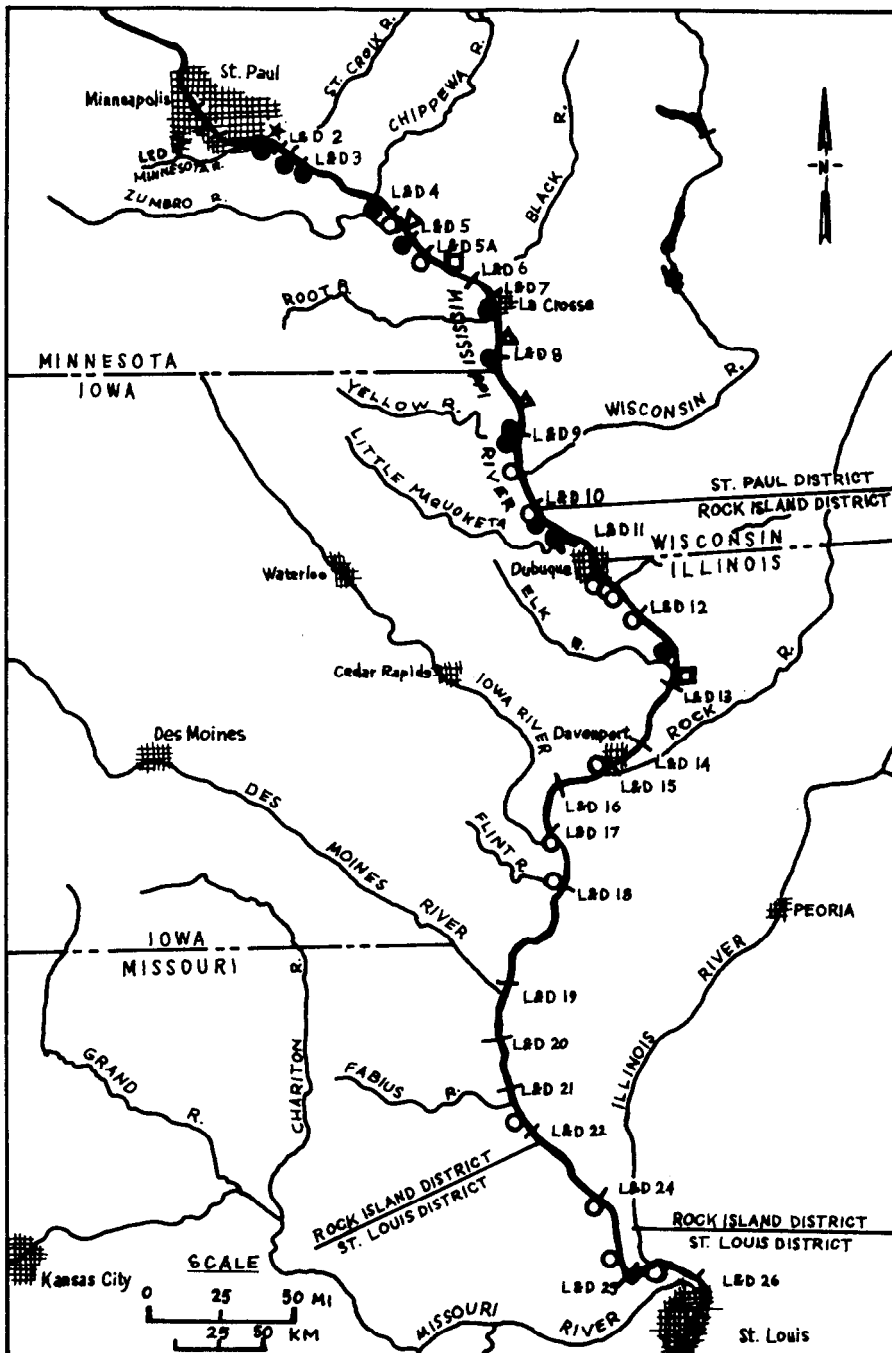 St. Paul
Minneapolis
ST. CROIX R.
CHIPPEWA R.
L&D 2
L&D
MINNESOTA R.
L&D 3
ZUMBRO R.
L&D 4
L&D 5
L&D 5A
BLACK R.
-N-
L&D 6
L&D 7
La Crosse
ROOT R.
MISSISSIPPI RIVER
L&D 8
MINNESOTA
IOWA
YELLOW R.
WISCONSIN R.
L&D 9
LITTLE MAQUOKETA
L&D 10
ST. PAUL DISTRICT
ROCK ISLAND DISTRICT
L&D 11
WISCONSIN
ILLINOIS
Dubuque
Waterloo
ELK R.
L&D 12
Cedar Rapids
IOWA RIVER
L&D 13
ROCK R.
Des Moines
Davenport
L&D 14
L&D 15
L&D 16
DES MOINES RIVER
L&D 17
FLINT R.
L&D 18
PEORIA
IOWA
MISSOURI
L&D 19
ILLINOIS RIVER
L&D 20
GRAND R.
CHARITON R.
FABIUS R.
L&D 21
L&D 22
ROCK ISLAND DISTRICT
ST. LOUIS DISTRICT
L&D 24
ROCK ISLAND DISTRICT
ST. LOUIS DISTRICT
Kansas City
SCALE
0 25 50 MI
25 50 KM
L&D 25
L&D 26
MISSOURI RIVER
St. Louis